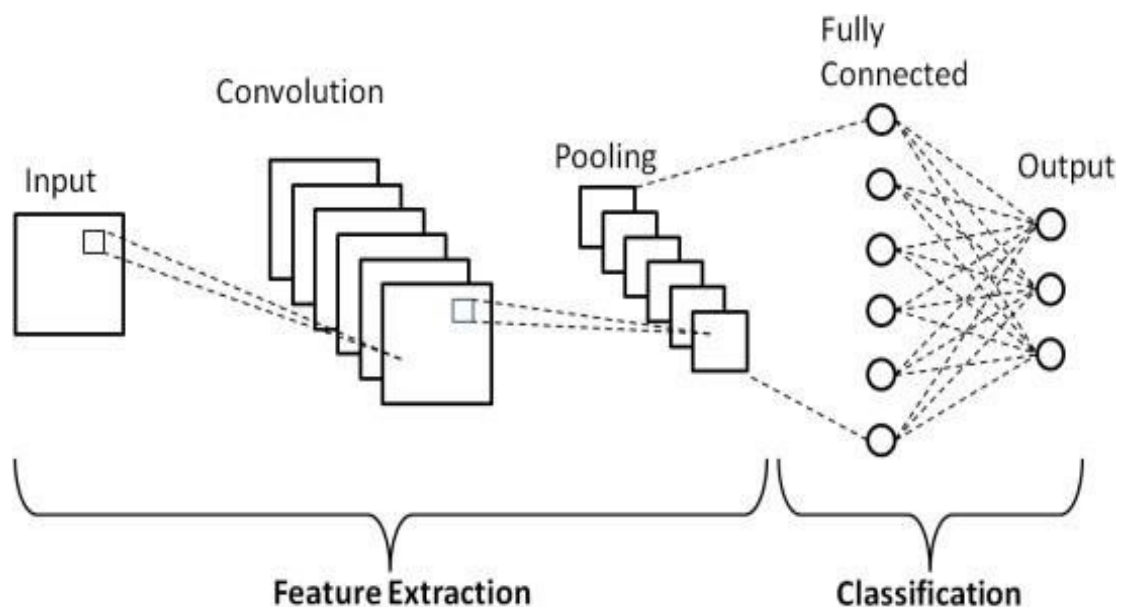 Input
Convolution
Pooling
Fully
Connected
Output
Feature Extraction
Classification